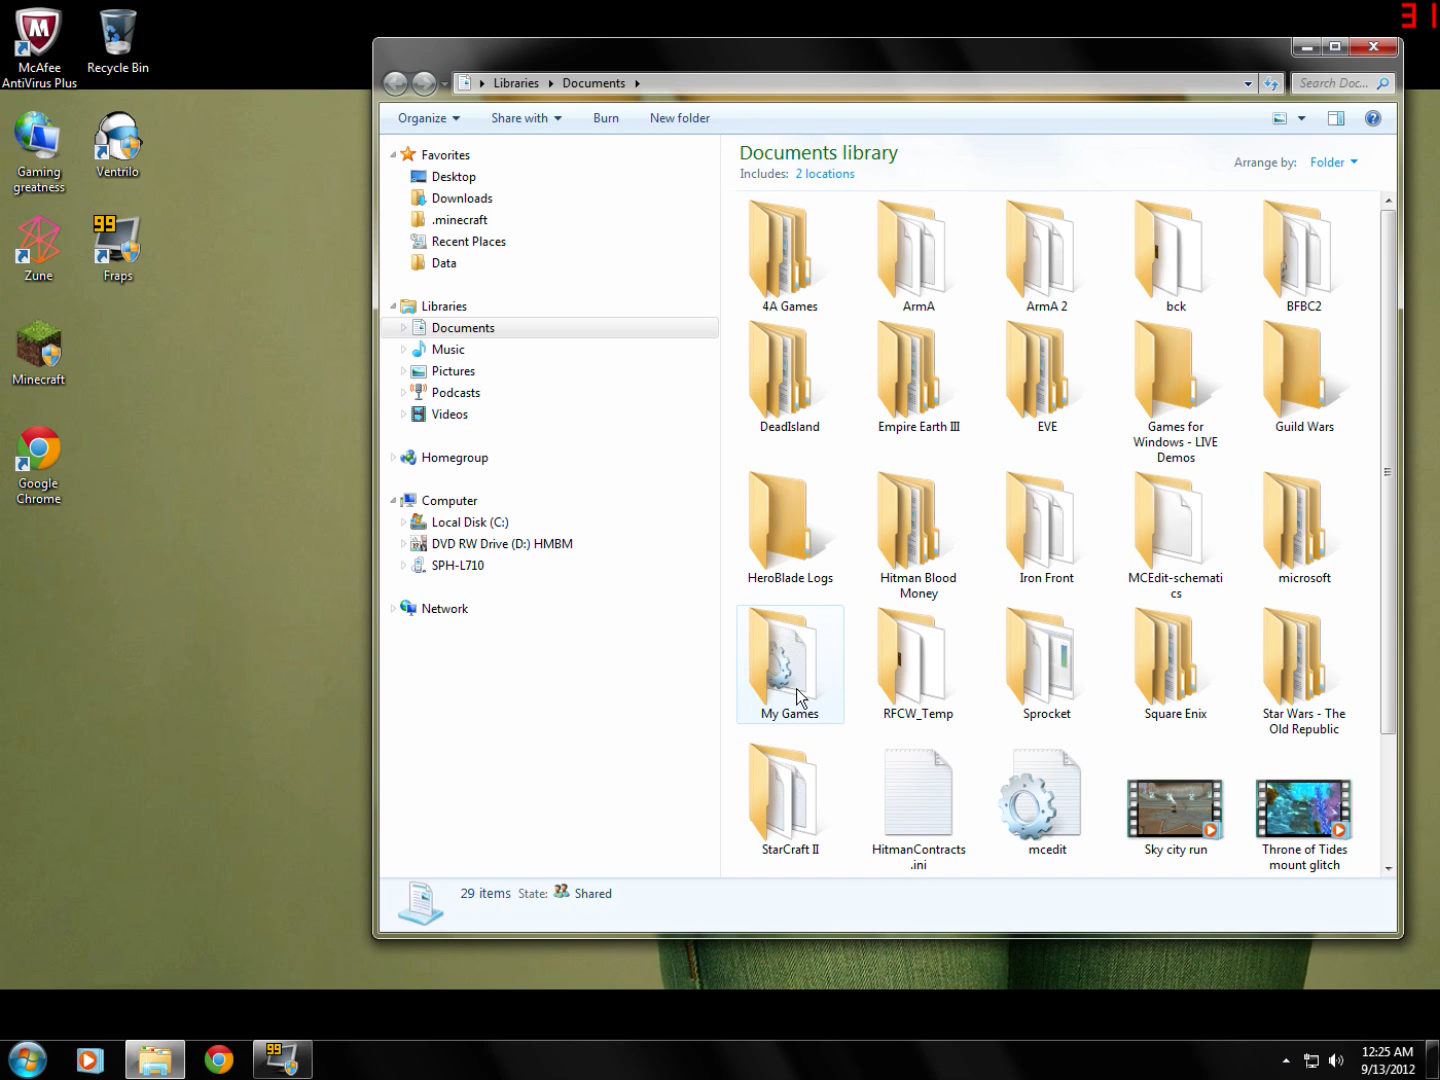 31
McAfee
AntiVirus Plus
Recycle Bin
Gaming
greatness
Ventrilo
Zune
99
Fraps
Minecraft
Google
Chrome
Libraries
Documents
Search Doc...
Organize
Share with
Burn
New folder
Favorites
Desktop
Downloads
.minecraft
Recent Places
Data
Libraries
Documents
Music
Pictures
Podcasts
Videos
Homegroup
Computer
Local Disk (C:)
DVD RW Drive (D:) HMBM
SPH-L710
Network
Documents library
Includes: 2 locations
Arrange by: Folder
4A Games
ArmA
ArmA 2
bck
BFBC2
DeadIsland
Empire Earth III
EVE
Games for
Windows - LIVE
Demos
Guild Wars
HeroBlade Logs
Hitman Blood
Money
Iron Front
MCEdit-schemati
cs
microsoft
My Games
RFCW_Temp
Sprocket
Square Enix
Star Wars - The
Old Republic
StarCraft II
HitmanContracts
.ini
mcedit
Sky city run
Throne of Tides
mount glitch
29 items State: Shared
99
12:25 AM
9/13/2012